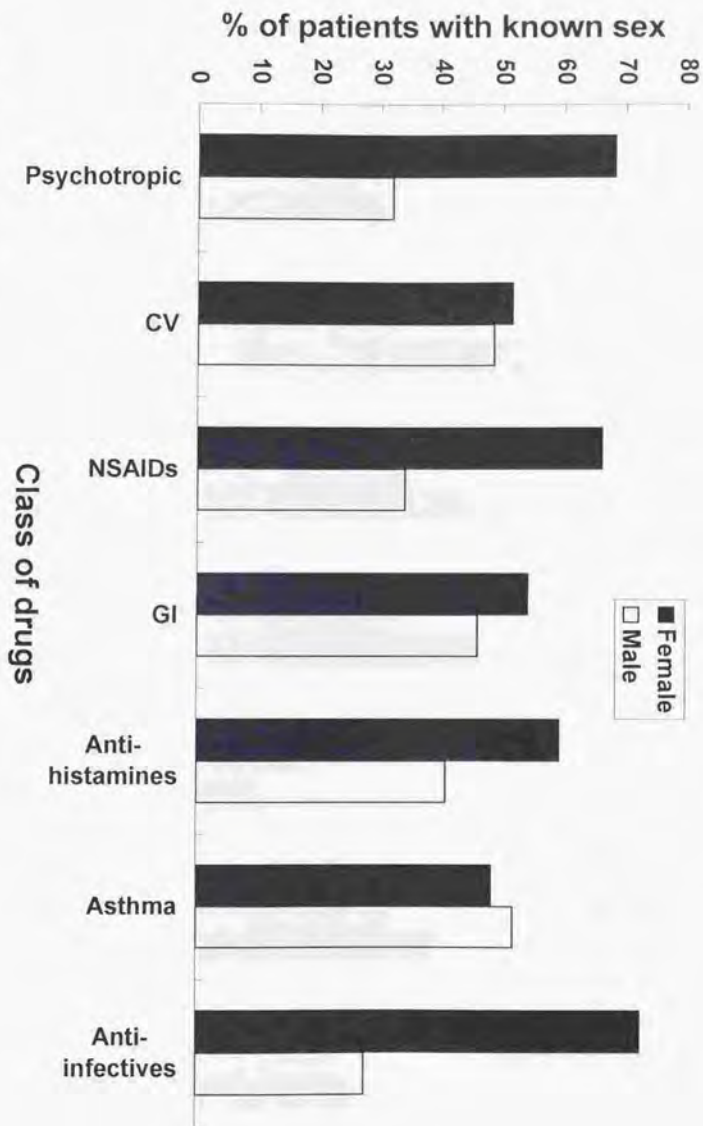 % of patients with known sex
80
70
60
50
40
30
20
10
0
Female
Male
Psychotropic
CV
NSAIDs
GI
Anti-
histamines
Asthma
Anti-
infectives
Class of drugs